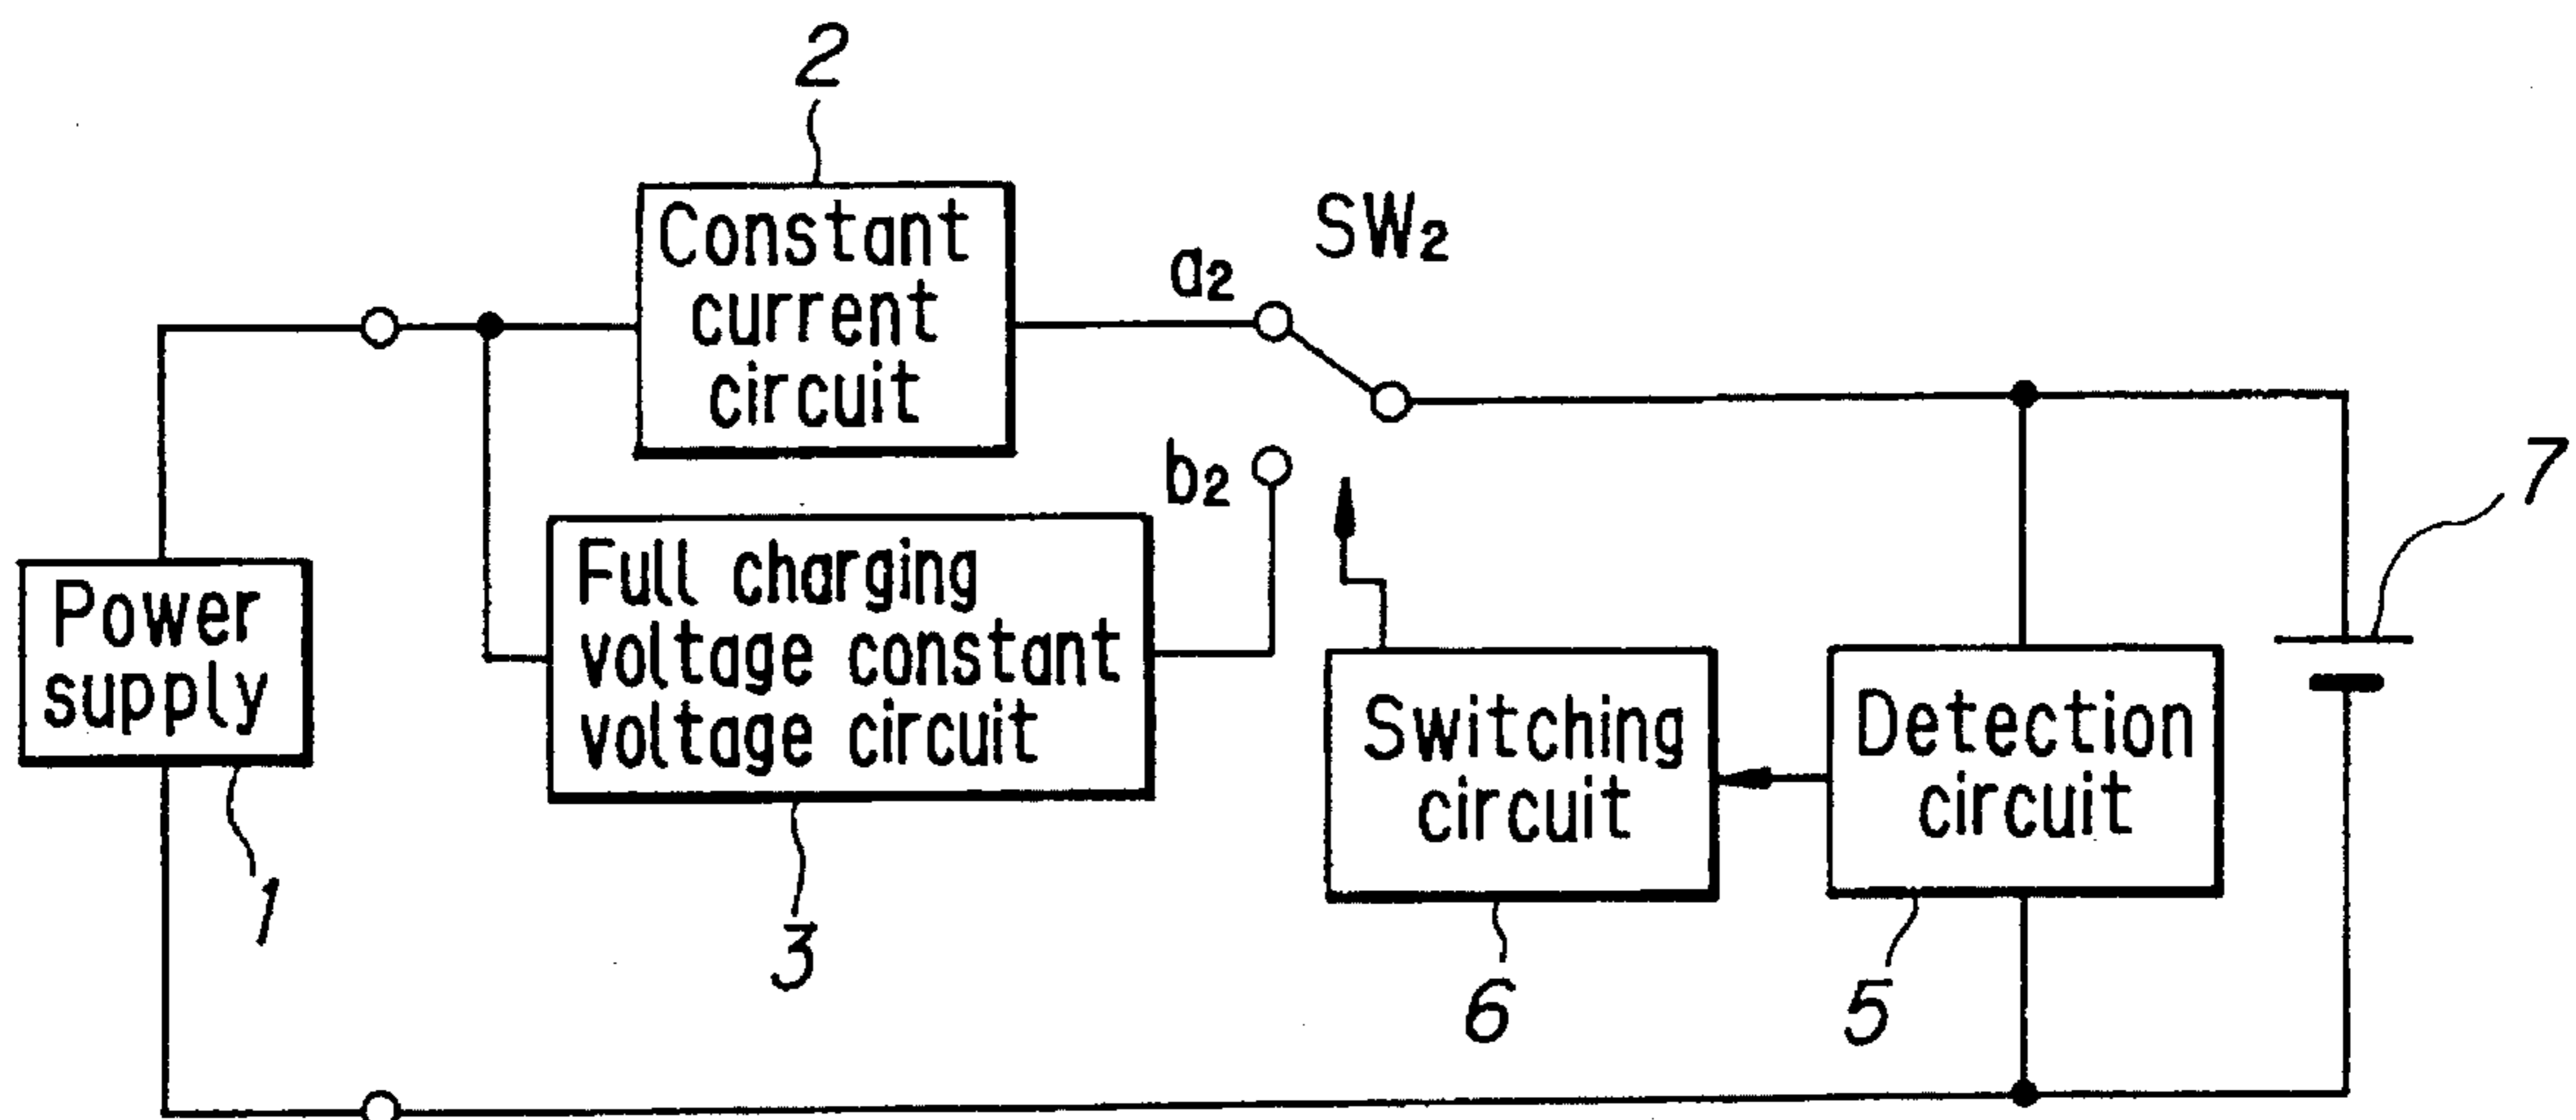 2
Constant
current
circuit
SW2
a2
b2
7
Full charging
voltage constant
voltage circuit
Power
supply
Switching
circuit
Detection
circuit
1
3
6
5